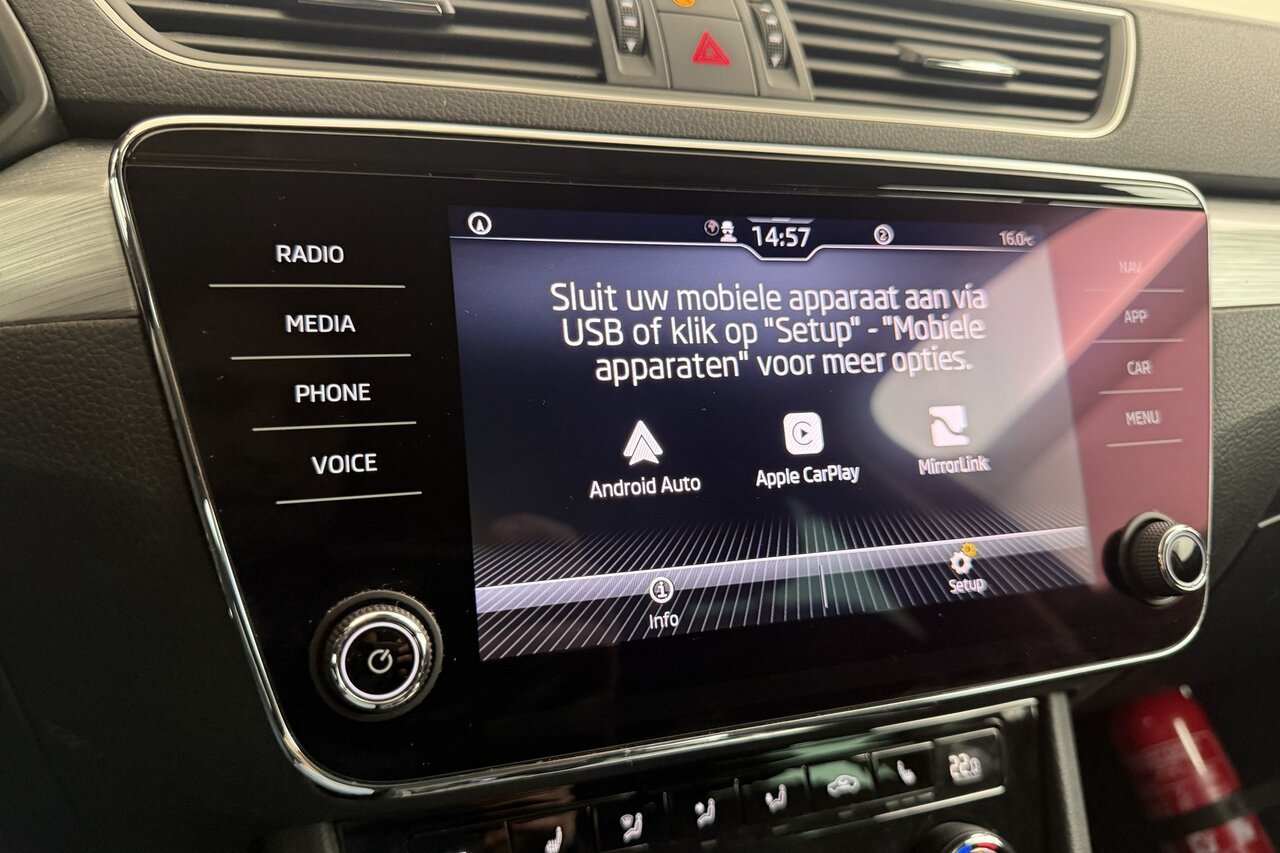 RADIO
MEDIA
PHONE
VOICE
14:57
2
16.0°C
Sluit uw mobiele apparaat aan via
USB of klik op "Setup" - "Mobiele
apparaten" voor meer opties.
Android Auto
Apple CarPlay
MirrorLink
Info
Setup
NAV
APP
CAR
MENU
22.0